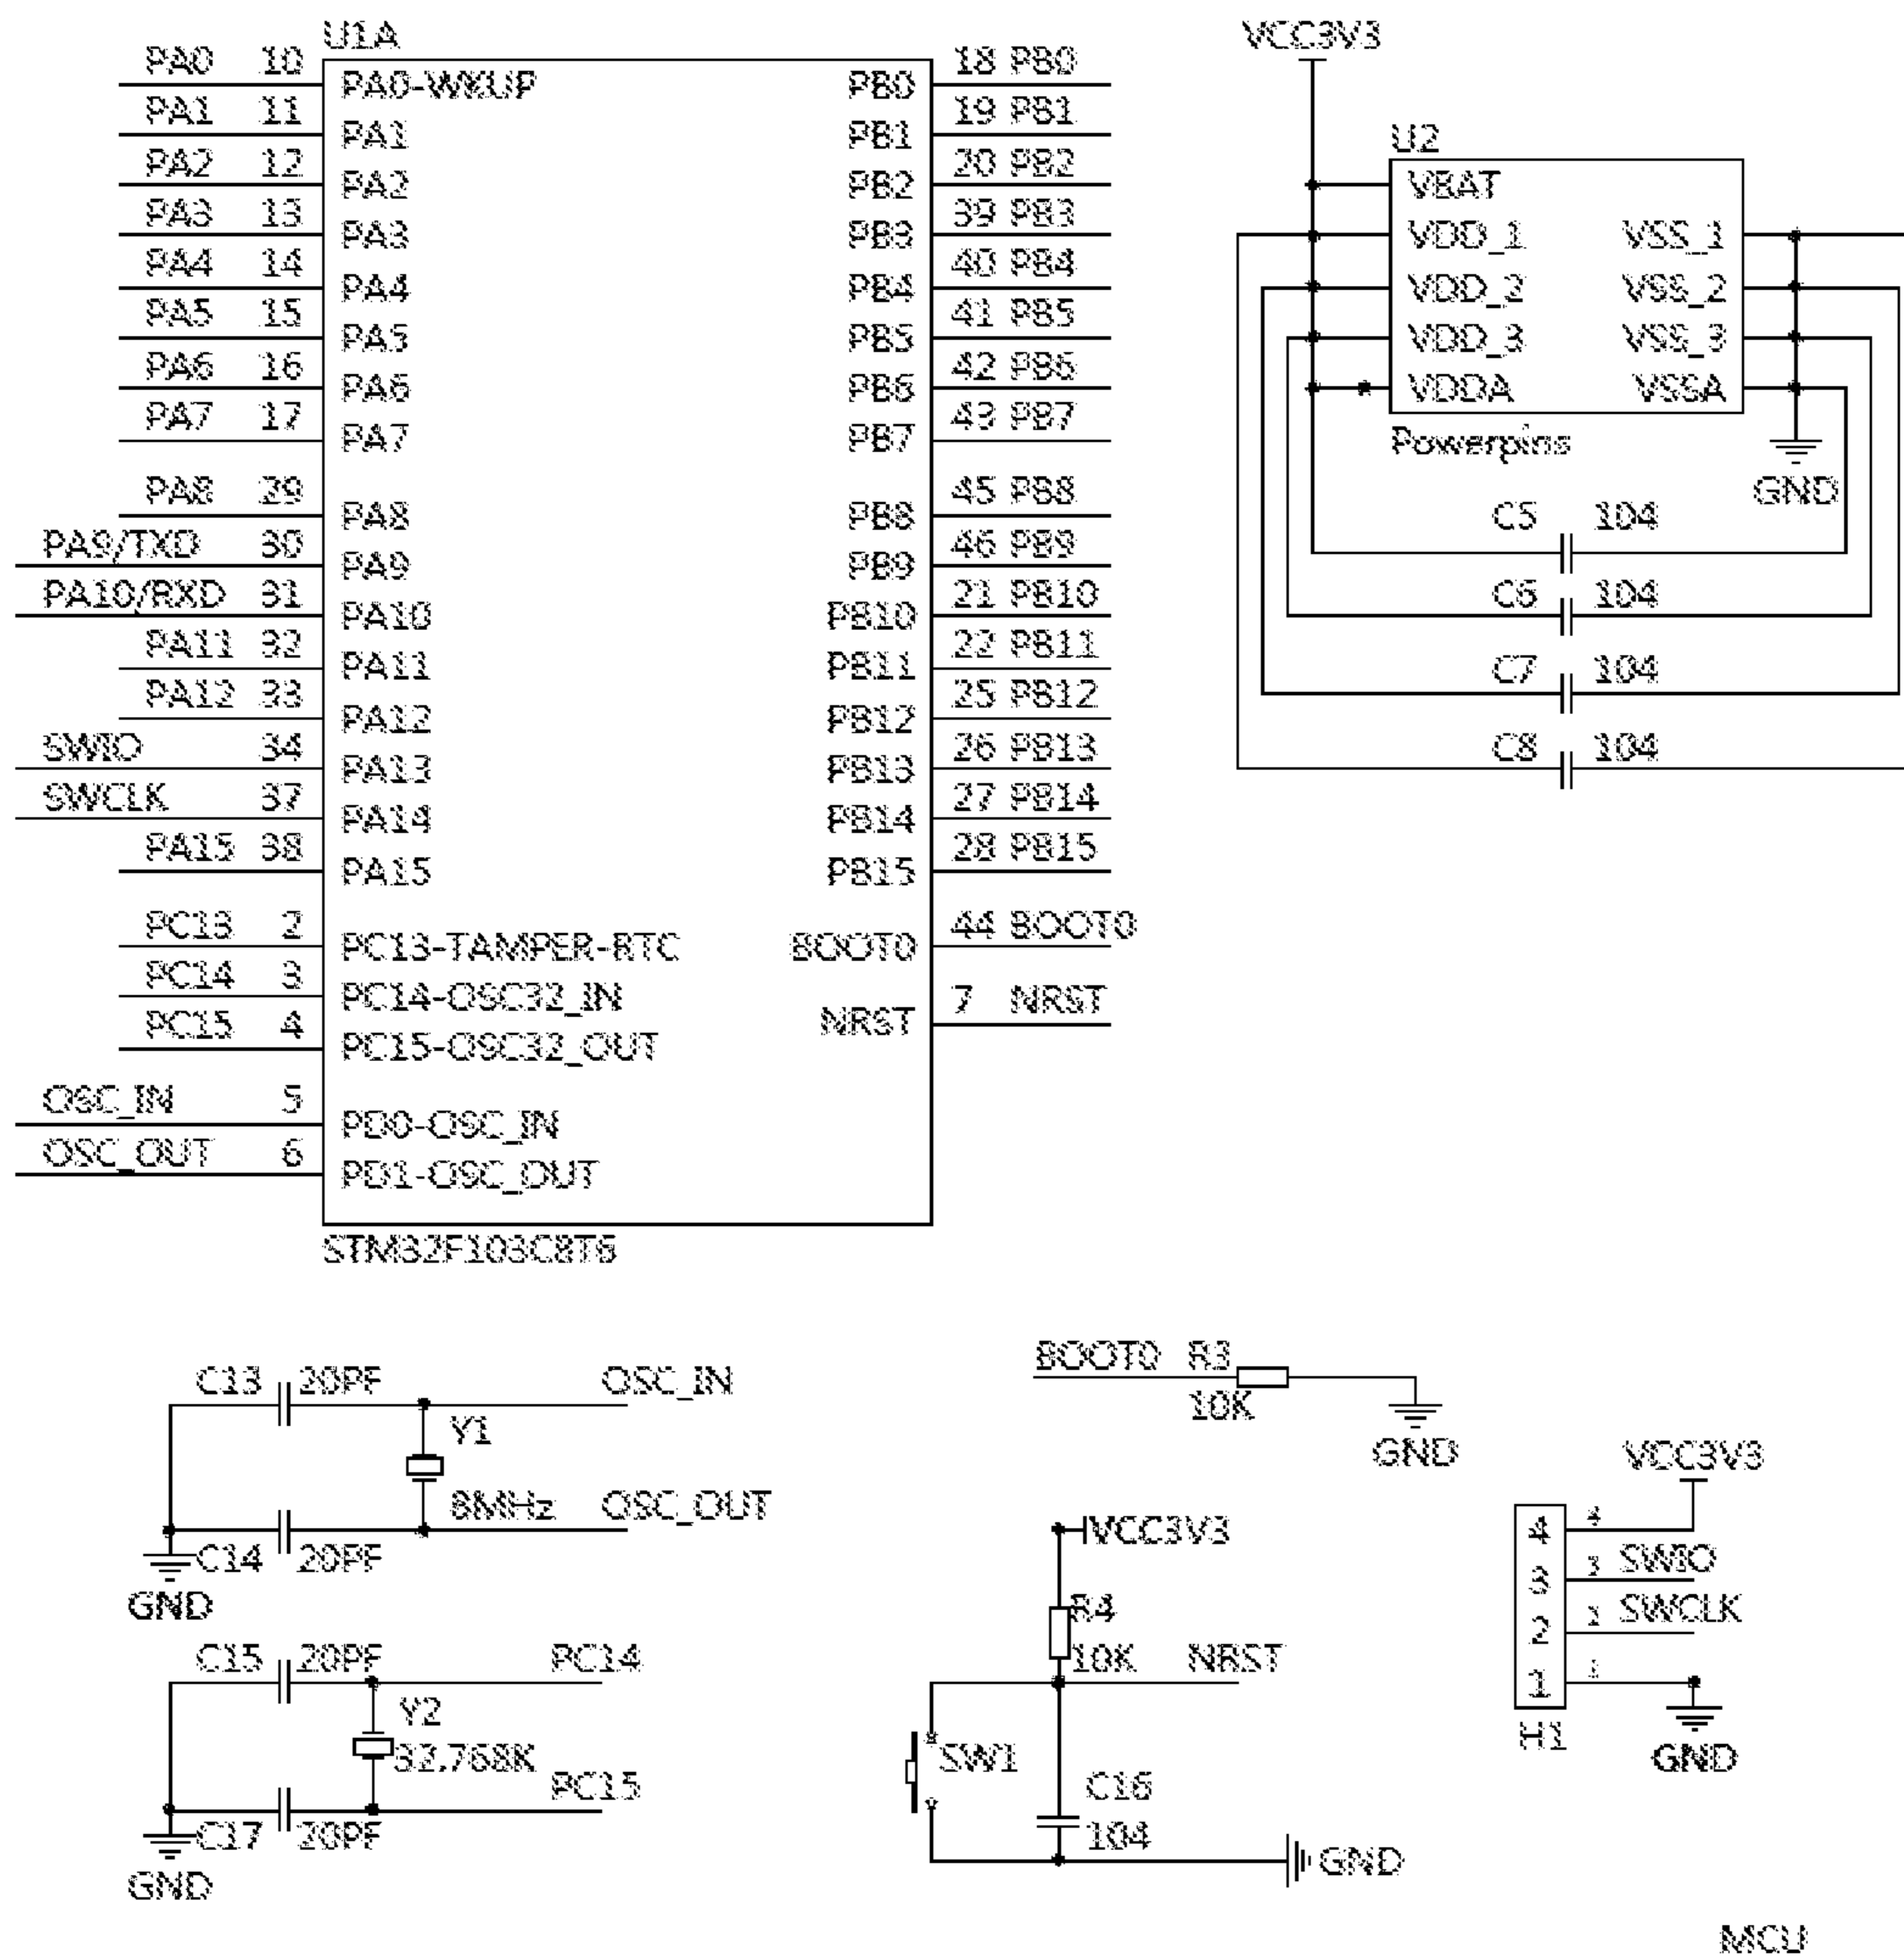 U1A
PA0 10 PA0-WKUP PB0 18 PB0
PA1 11 PA1 PB1 19 PB1
PA2 12 PA2 PB2 20 PB2
PA3 13 PA3 PB3 39 PB3
PA4 14 PA4 PB4 40 PB4
PA5 15 PA5 PB5 41 PB5
PA6 16 PA6 PB6 42 PB6
PA7 17 PA7 PB7 43 PB7
PA8 29 PA8 PB8 45 PB8
PA9/TXD 30 PA9 PB9 46 PB9
PA10/RXD 31 PA10 PB10 21 PB10
PA11 32 PA11 PB11 22 PB11
PA12 33 PA12 PB12 25 PB12
SWIO 34 PA13 PB13 26 PB13
SWCLK 37 PA14 PB14 27 PB14
PA15 38 PA15 PB15 28 PB15
PC13 2 PC13-TAMPER-RTC BOOT0 44 BOOT0
PC14 3 PC14-OSC32_IN
PC15 4 PC15-OSC32_OUT
NRST 7 NRST
OSC_IN 5 PD0-OSC_IN
OSC_OUT 6 PD1-OSC_OUT
STM32F103C8T6
VCC3V3
U2
VBAT
VDD_1 VSS_1
VDD_2 VSS_2
VDD_3 VSS_3
VDDA VSSA
Powerpins
GND
C5 104
C6 104
C7 104
C8 104
C13 20PF OSC_IN
Y1
8MHz OSC_OUT
C14 20PF
GND
C15 20PF PC14
Y2
32.768K
PC15
C17 20PF
GND
BOOT0 R3
10K
GND
VCC3V3
R4
10K NRST
SW1
C16
104
GND
VCC3V3
4 4
3 3 SWIO
2 2 SWCLK
1 1
H1
GND
MCU